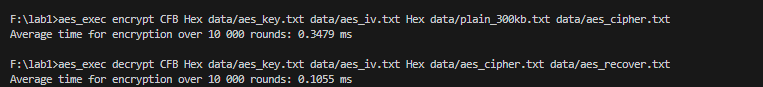 F:\lab1>aes_exec encrypt CFB Hex data/aes_key.txt data/aes_iv.txt Hex data/plain_300kb.txt data/aes_cipher.txt
Average time for encryption over 10 000 rounds: 0.3479 ms
F:\lab1>aes_exec decrypt CFB Hex data/aes_key.txt data/aes_iv.txt Hex data/aes_cipher.txt data/aes_recover.txt
Average time for encryption over 10 000 rounds: 0.1055 ms